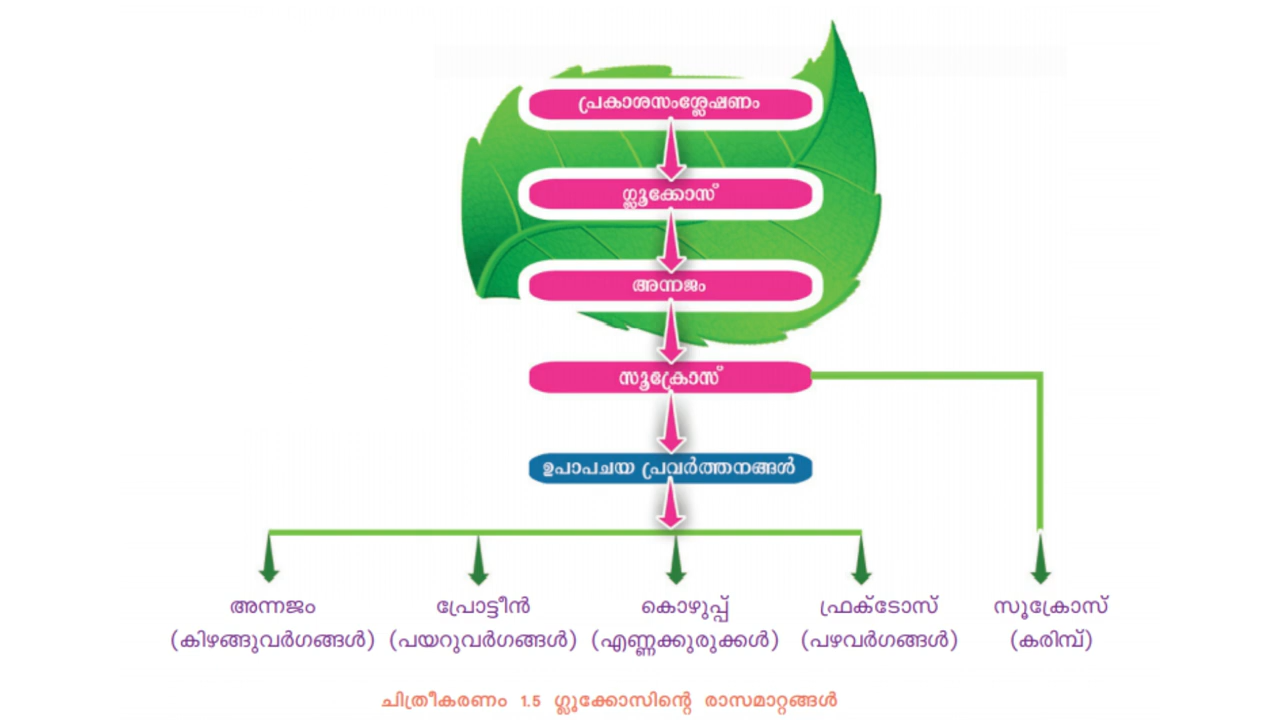 പ്രകാശസംശ്ലേഷണം
ഗ്ലൂക്കോസ്
അന്നജം
സൂക്രോസ്
ഉപാപചയ പ്രവർത്തനങ്ങൾ
അന്നജം പ്രോട്ടീൻ കൊഴുപ്പ് ഫ്രക്ടോസ് സൂക്രോസ്
(കിഴങ്ങുവർഗങ്ങൾ) (പയറുവർഗങ്ങൾ) (എണ്ണക്കുരുക്കൾ) (പഴവർഗങ്ങൾ) (കരിമ്പ്)
ചിത്രീകരണം 1.5 ഗ്ലൂക്കോസിന്റെ രാസമാറ്റങ്ങൾ